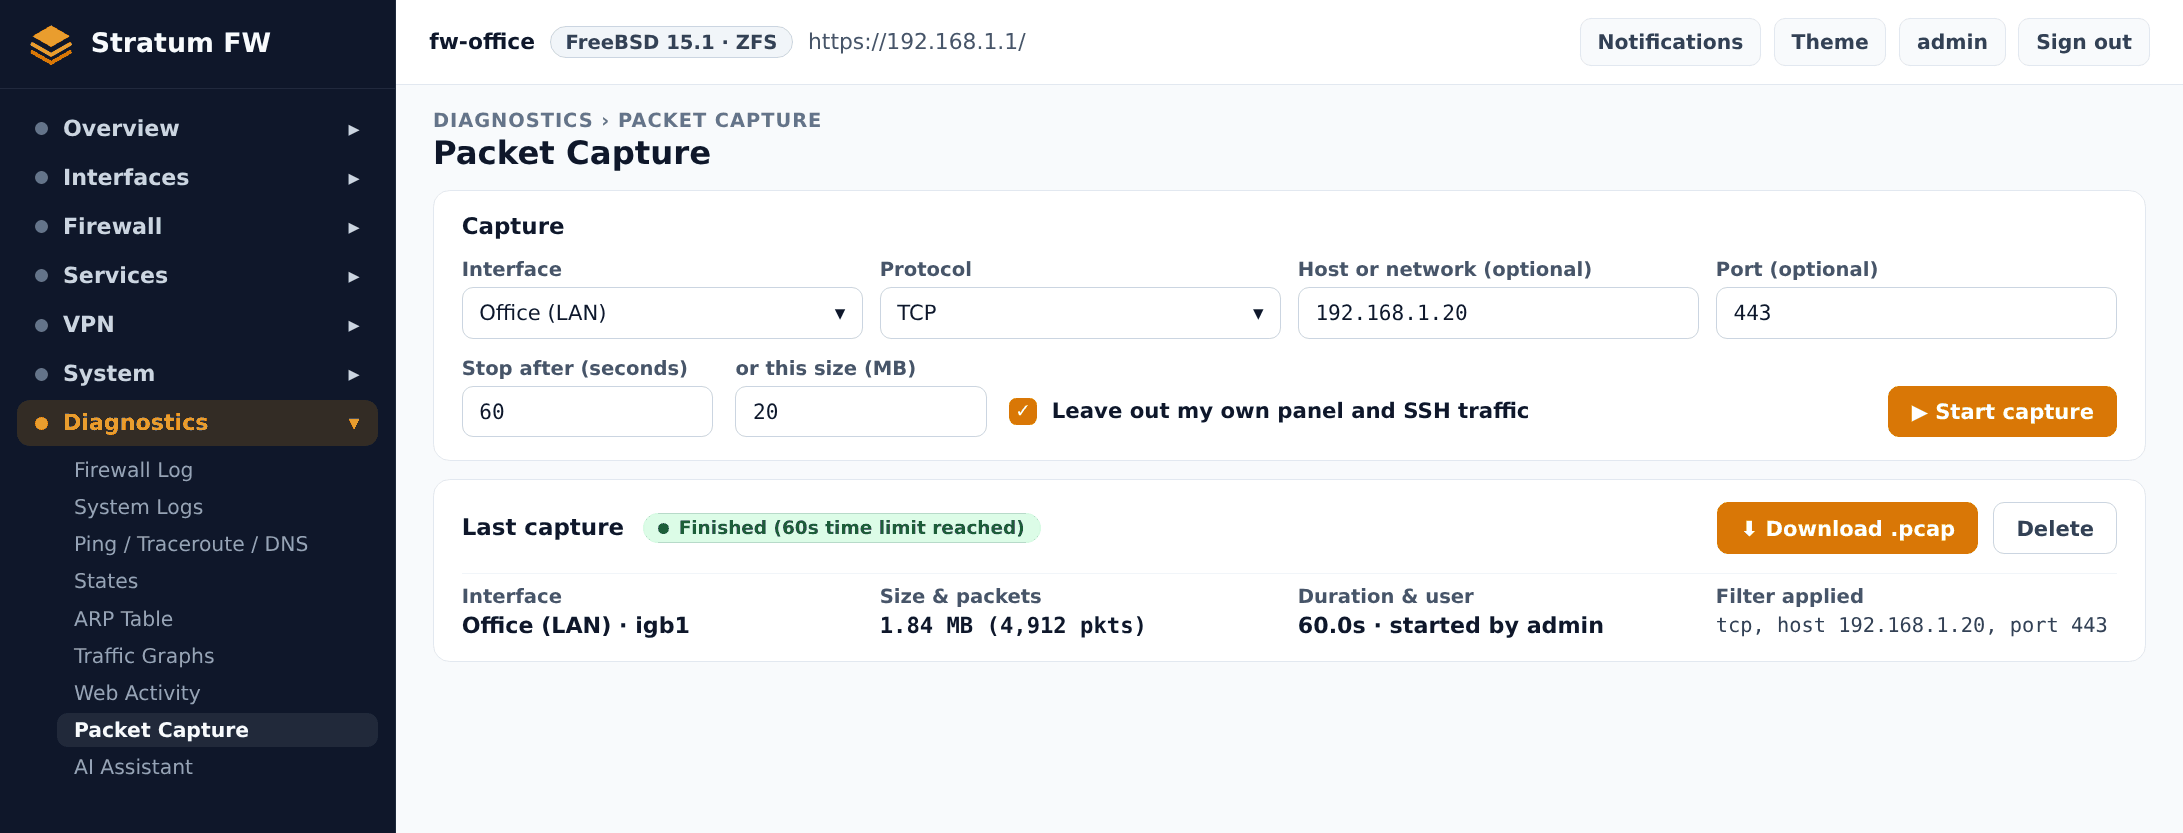 Stratum FW
fw-office
FreeBSD 15.1 · ZFS
https://192.168.1.1/
Notifications
Theme
admin
Sign out
Overview
Interfaces
Firewall
Services
VPN
System
Diagnostics
Firewall Log
System Logs
Ping / Traceroute / DNS
States
ARP Table
Traffic Graphs
Web Activity
Packet Capture
AI Assistant
DIAGNOSTICS › PACKET CAPTURE
Packet Capture
Capture
Interface
Office (LAN)
Protocol
TCP
Host or network (optional)
192.168.1.20
Port (optional)
443
Stop after (seconds)
60
or this size (MB)
20
Leave out my own panel and SSH traffic
Start capture
Last capture
Finished (60s time limit reached)
Download .pcap
Delete
Interface
Office (LAN) · igb1
Size & packets
1.84 MB (4,912 pkts)
Duration & user
60.0s · started by admin
Filter applied
tcp, host 192.168.1.20, port 443